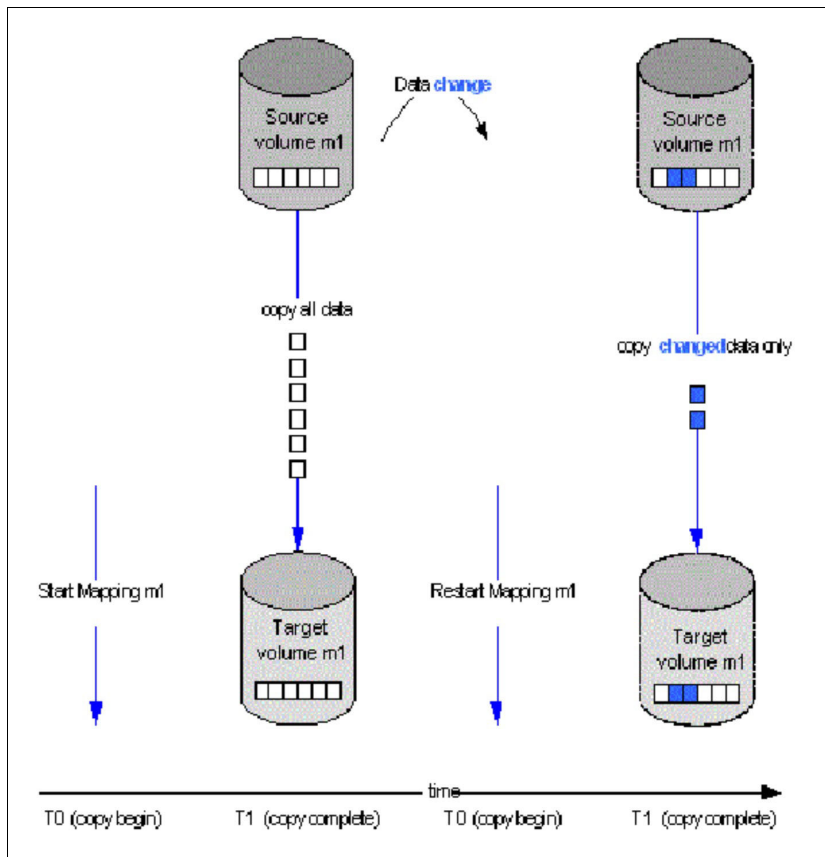 Data change
Source
volume m1
Source
volume m1
copy all data
copy changed data only
Start Mapping m1
Restart Mapping m1
Target
volume m1
Target
volume m1
time
T0 (copy begin)
T1 (copy complete)
T0 (copy begin)
T1 (copy complete)